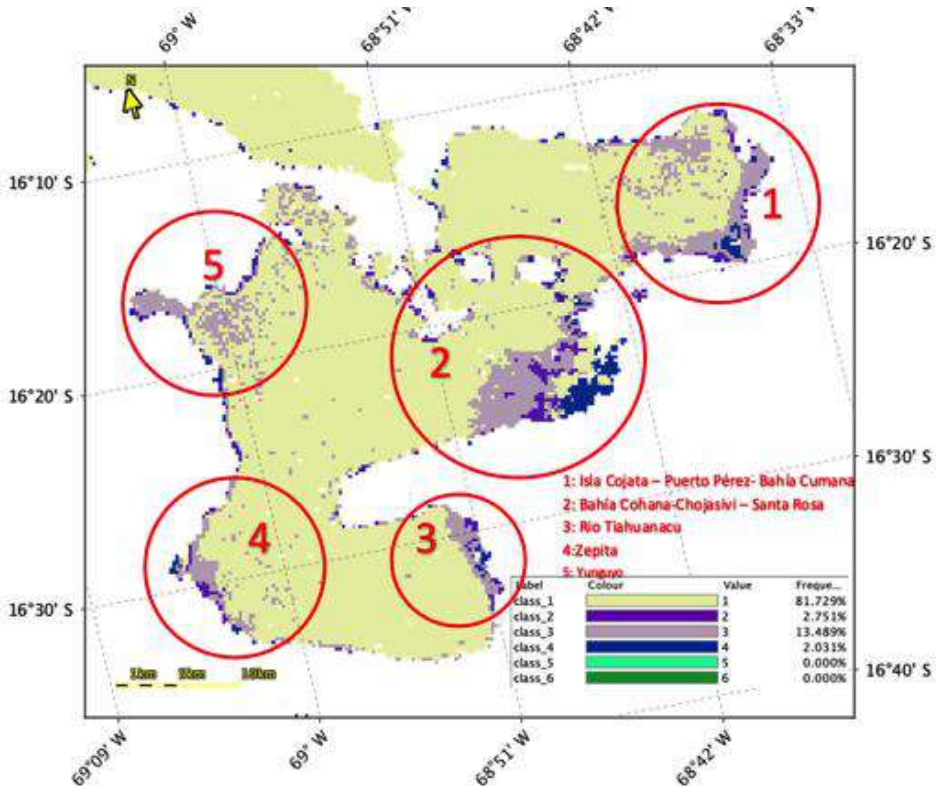 69° W
68°51' W
68°42' W
68°33' W
N
16°10' S
16°20' S
16°30' S
1
5
2
4
3
16°20' S
16°30' S
16°40' S
1: Isla Cojata – Puerto Pérez- Bahía Cumana
2: Bahía Cohana-Chojasivi – Santa Rosa
3: Rio Tiahuanacu
4:Zepita
5: Yunguyo
Label Colour Value Freque...
class_1 1 81.729%
class_2 2 2.751%
class_3 3 13.489%
class_4 4 2.031%
class_5 5 0.000%
class_6 6 0.000%
1km 5km 10km
69°09' W
69° W
68°51' W
68°42' W